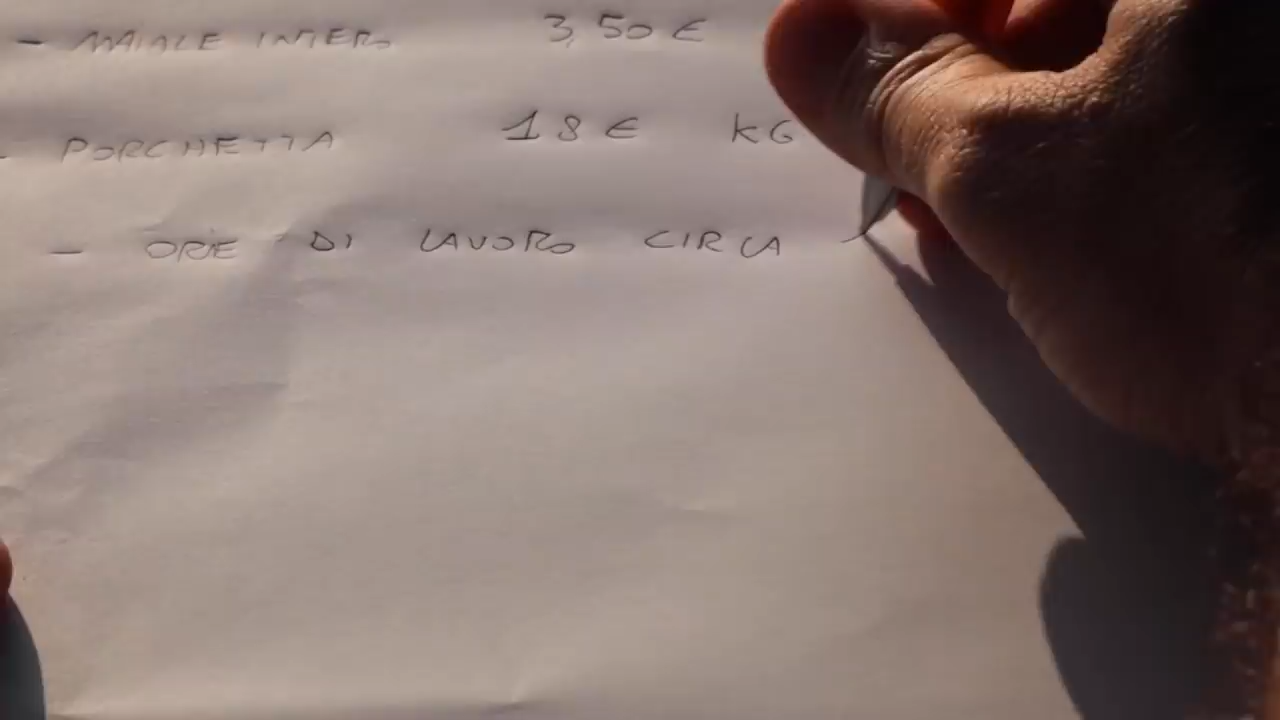 - MAIALE INTERO 3,50 €
- PORCHETTA 18 € KG
- ORE DI LAVORO CIRCA